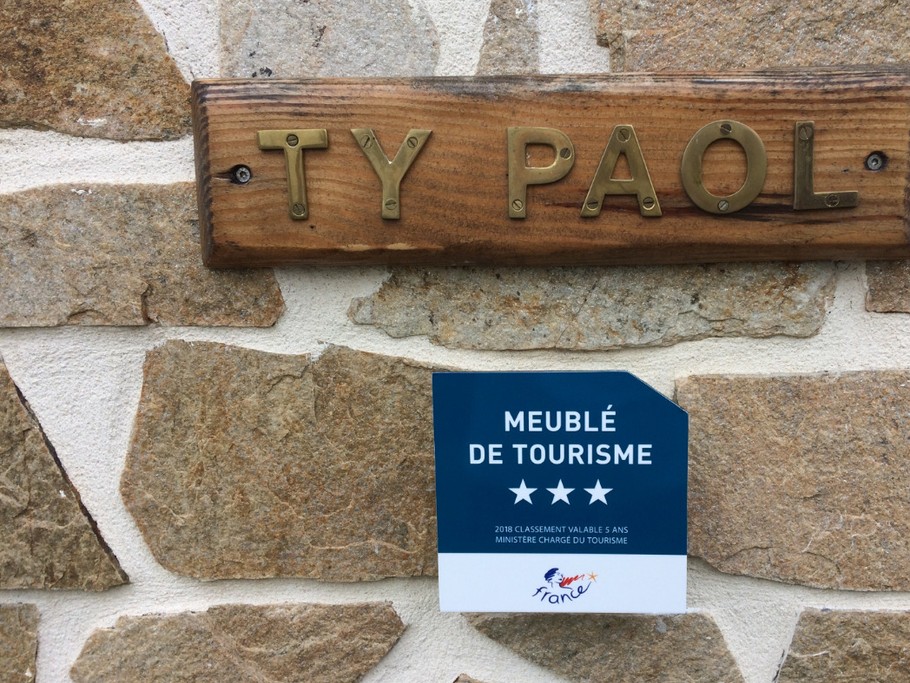 TY PAOL
MEUBLÉ
DE TOURISME
2018 CLASSEMENT VALABLE 5 ANS
MINISTÈRE CHARGÉ DU TOURISME
france